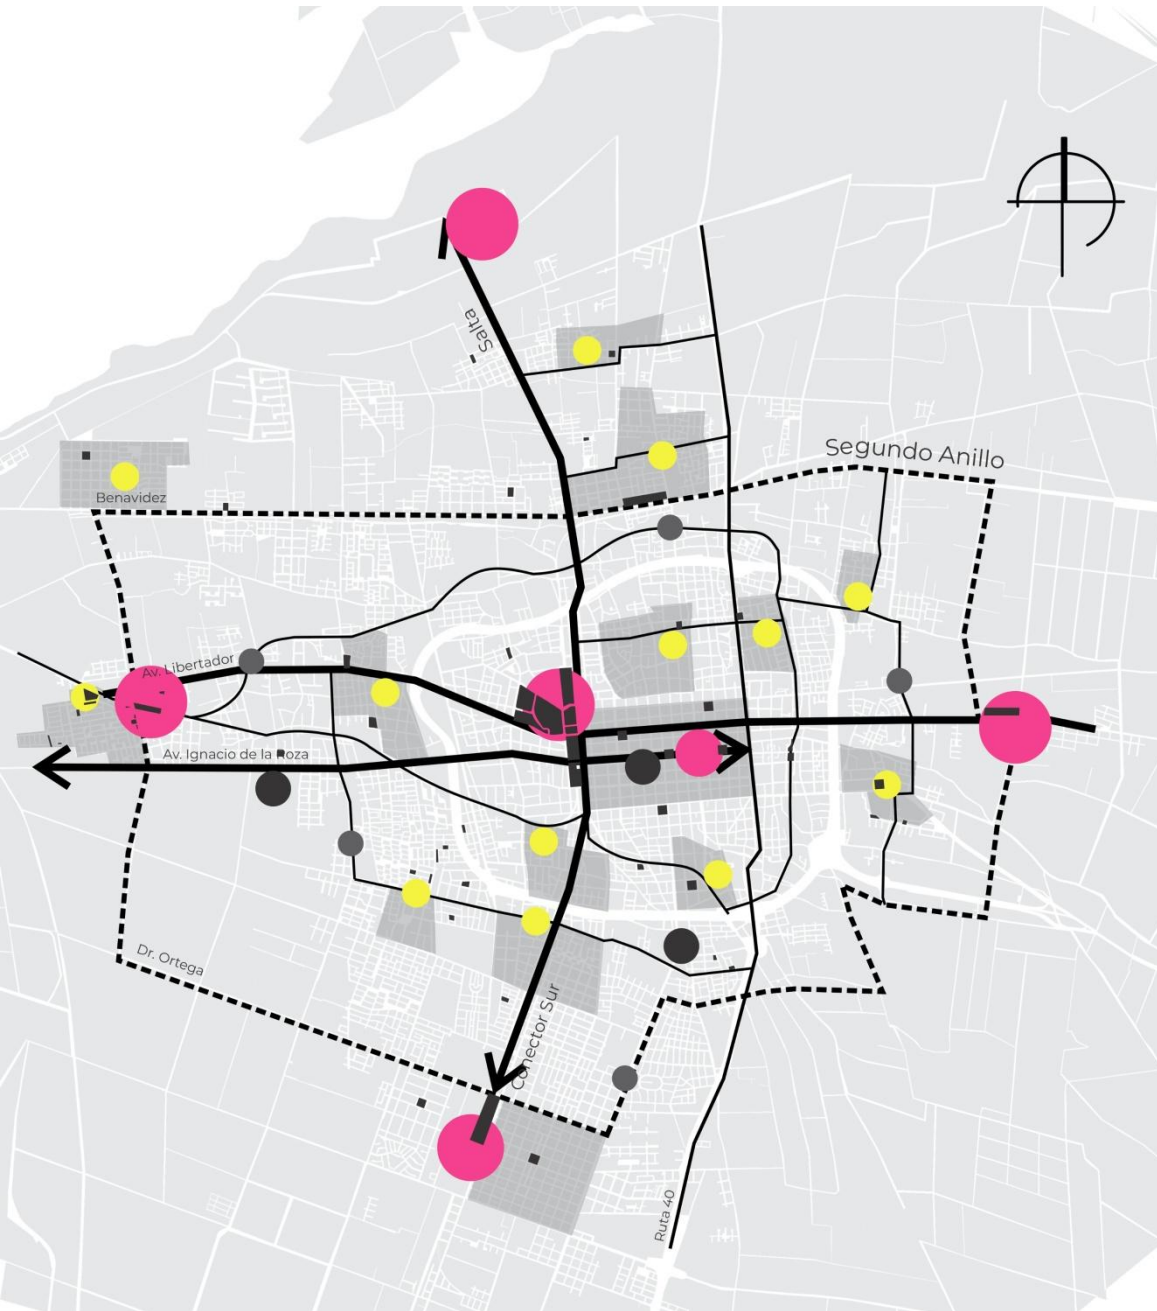 Salta
Segundo Anillo
Benavidez
Av. Libertador
Av. Ignacio de la Roza
Dr. Ortega
Conector Sur
Ruta 40